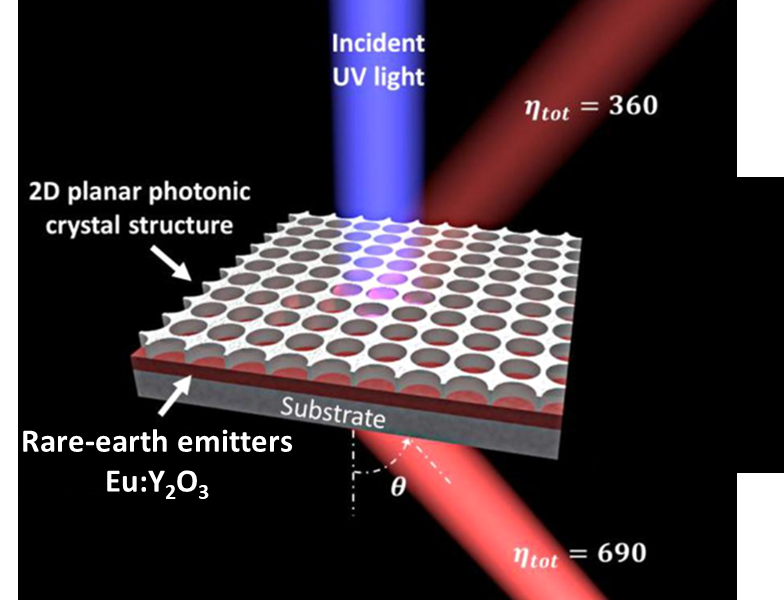 Incident
UV light
η_tot = 360
2D planar photonic
crystal structure
Substrate
Rare-earth emitters
Eu:Y₂O₃
θ
η_tot = 690